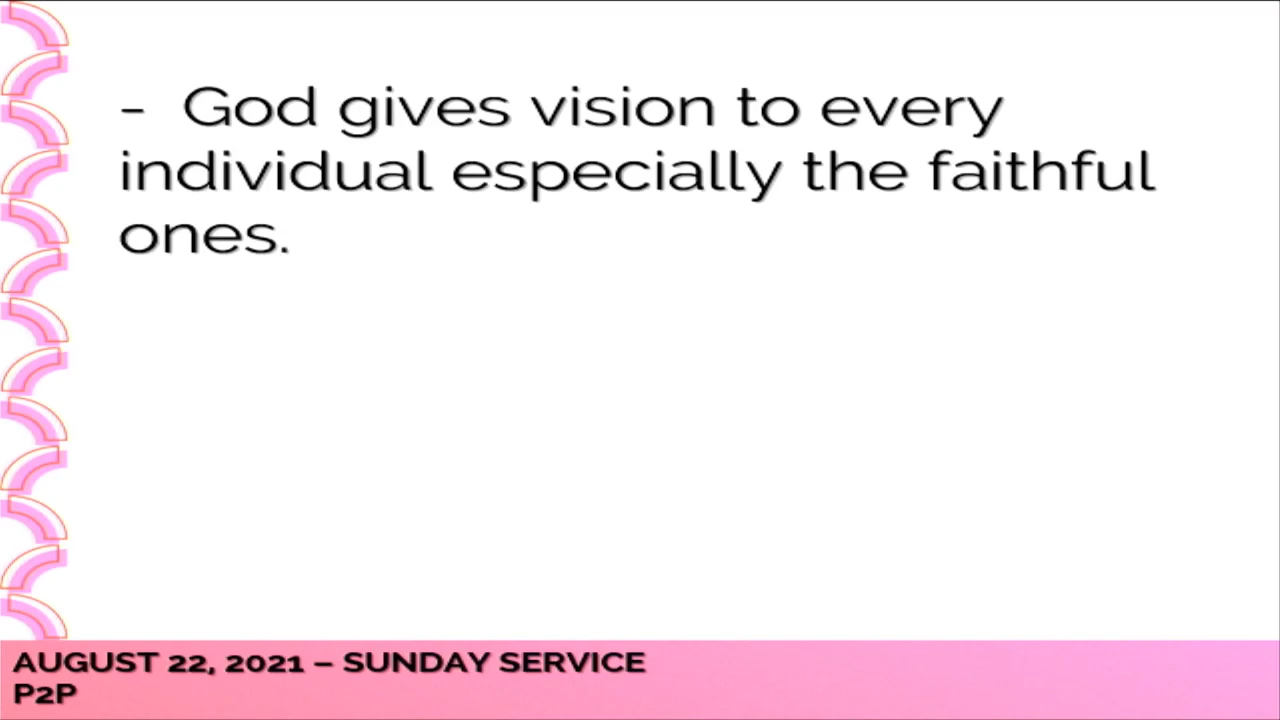 - God gives vision to every
individual especially the faithful
ones.
AUGUST 22, 2021 – SUNDAY SERVICE
P2P